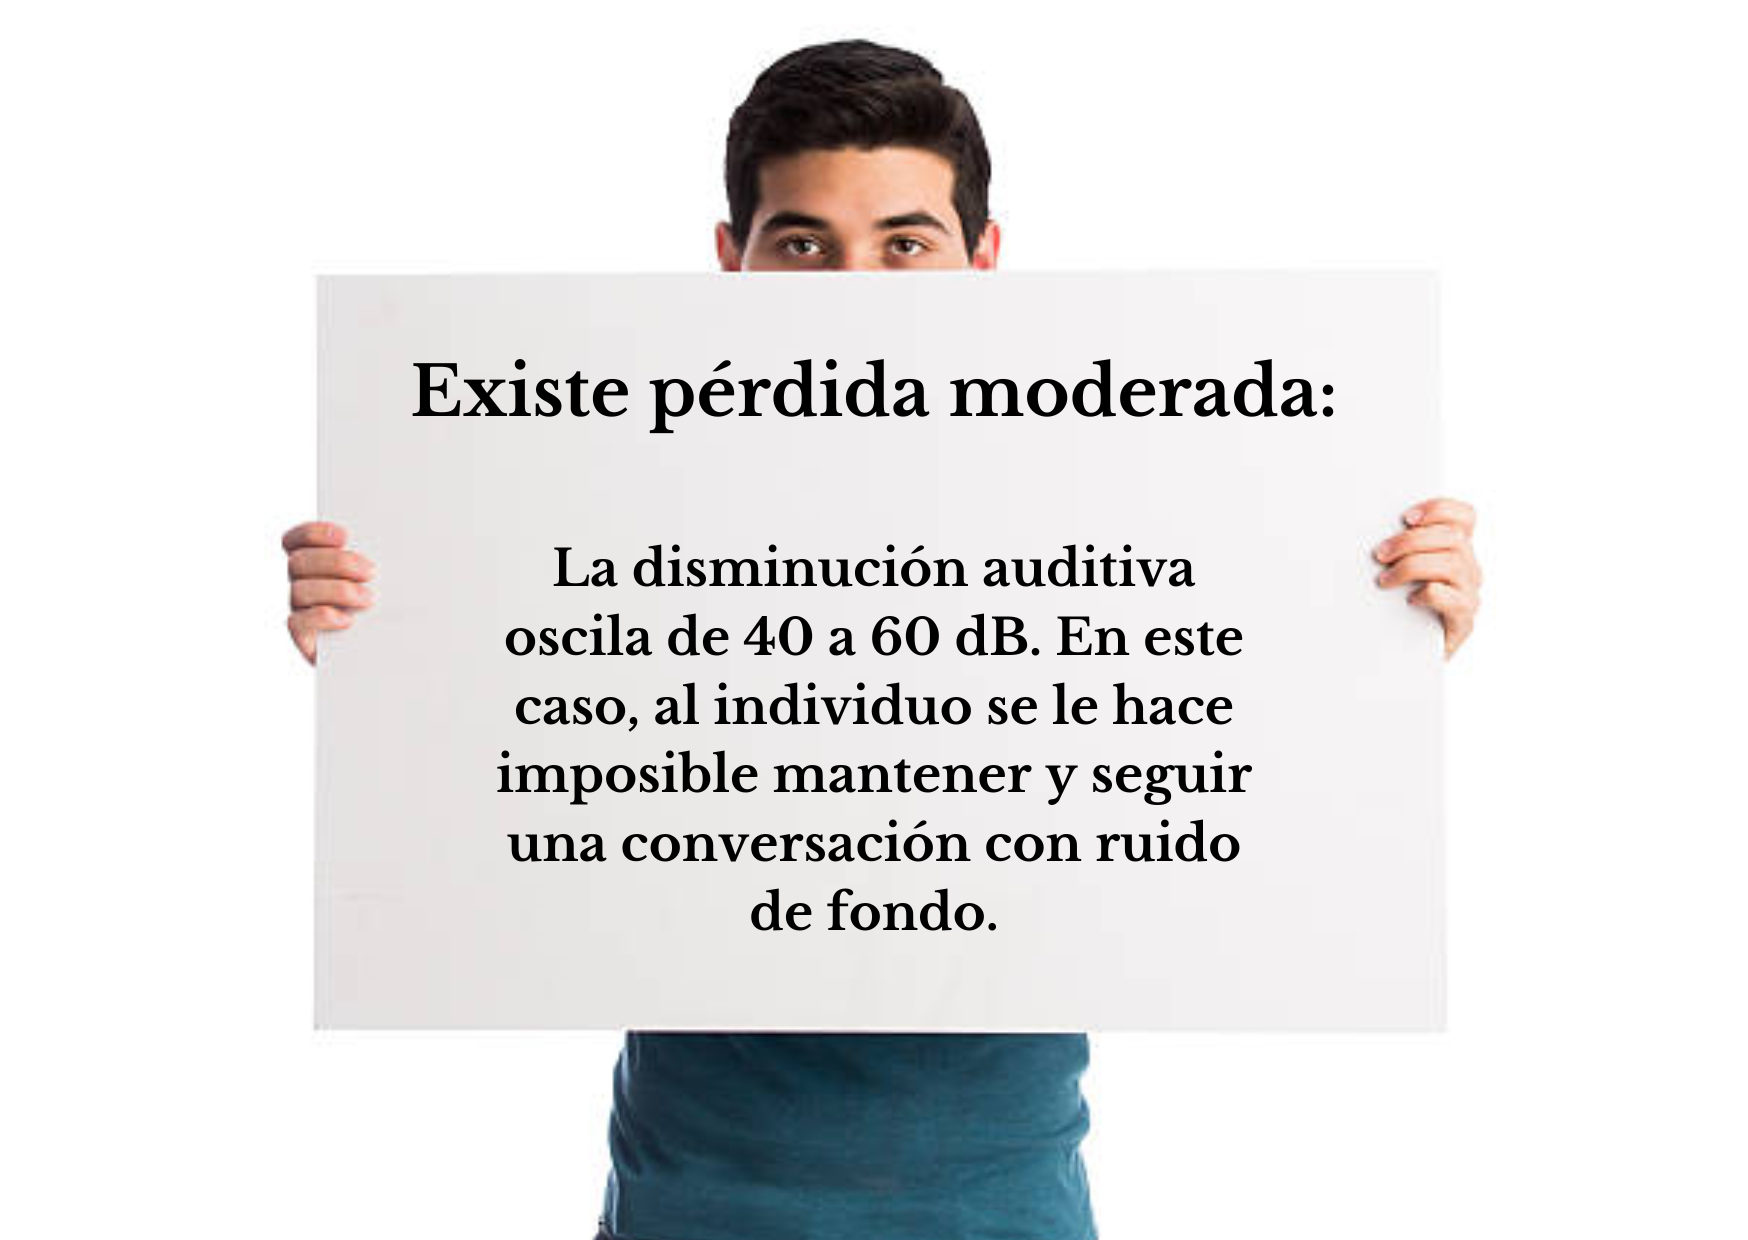 Existe pérdida moderada:
La disminución auditiva
oscila de 40 a 60 dB. En este
caso, al individuo se le hace
imposible mantener y seguir
una conversación con ruido
de fondo.